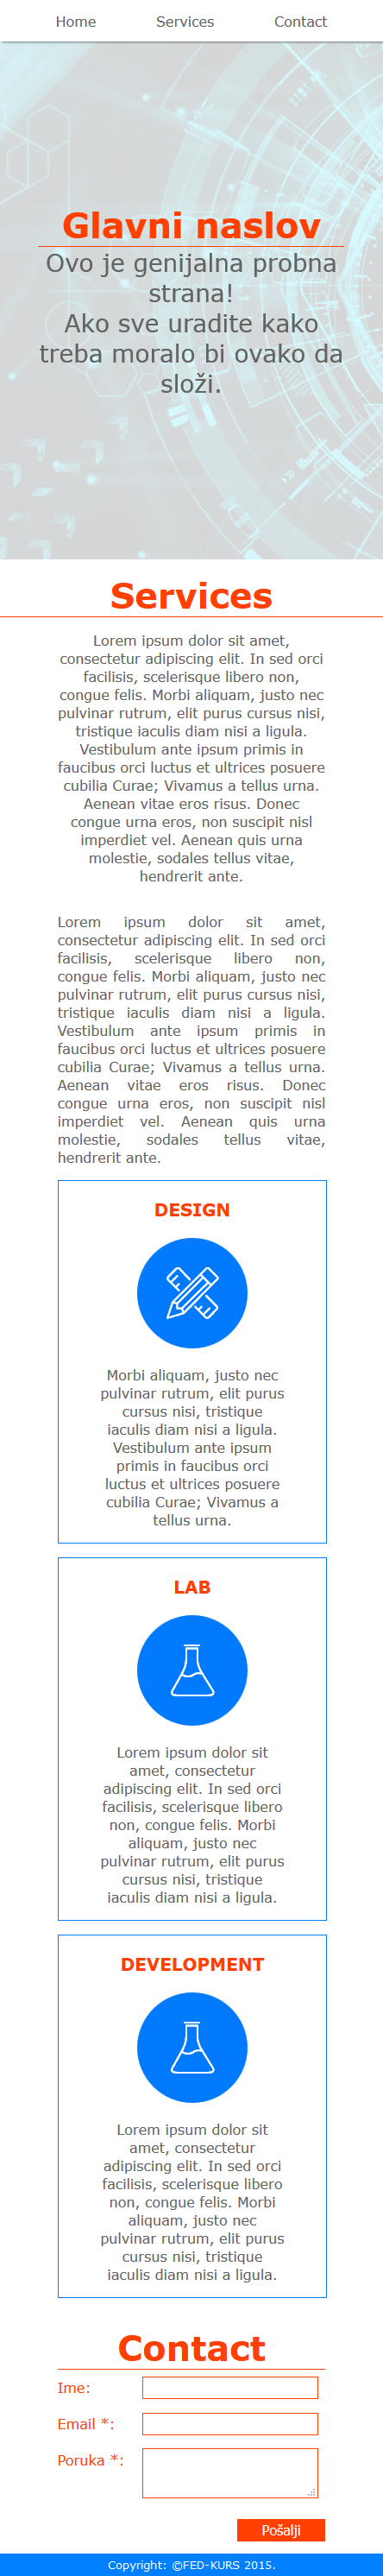 Home Services Contact
Glavni naslov
Ovo je genijalna probna
strana!
Ako sve uradite kako
treba moralo bi ovako da
složi.
Services
Lorem ipsum dolor sit amet,
consectetur adipiscing elit. In sed orci
facilisis, scelerisque libero non,
congue felis. Morbi aliquam, justo nec
pulvinar rutrum, elit purus cursus nisi,
tristique iaculis diam nisi a ligula.
Vestibulum ante ipsum primis in
faucibus orci luctus et ultrices posuere
cubilia Curae; Vivamus a tellus urna.
Aenean vitae eros risus. Donec
congue urna eros, non suscipit nisl
imperdiet vel. Aenean quis urna
molestie, sodales tellus vitae,
hendrerit ante.
Lorem ipsum dolor sit amet,
consectetur adipiscing elit. In sed orci
facilisis, scelerisque libero non,
congue felis. Morbi aliquam, justo nec
pulvinar rutrum, elit purus cursus nisi,
tristique iaculis diam nisi a ligula.
Vestibulum ante ipsum primis in
faucibus orci luctus et ultrices posuere
cubilia Curae; Vivamus a tellus urna.
Aenean vitae eros risus. Donec
congue urna eros, non suscipit nisl
imperdiet vel. Aenean quis urna
molestie, sodales tellus vitae,
hendrerit ante.
DESIGN
Morbi aliquam, justo nec
pulvinar rutrum, elit purus
cursus nisi, tristique
iaculis diam nisi a ligula.
Vestibulum ante ipsum
primis in faucibus orci
luctus et ultrices posuere
cubilia Curae; Vivamus a
tellus urna.
LAB
Lorem ipsum dolor sit
amet, consectetur
adipiscing elit. In sed orci
facilisis, scelerisque libero
non, congue felis. Morbi
aliquam, justo nec
pulvinar rutrum, elit purus
cursus nisi, tristique
iaculis diam nisi a ligula.
DEVELOPMENT
Lorem ipsum dolor sit
amet, consectetur
adipiscing elit. In sed orci
facilisis, scelerisque libero
non, congue felis. Morbi
aliquam, justo nec
pulvinar rutrum, elit purus
cursus nisi, tristique
iaculis diam nisi a ligula.
Contact
Ime:
Email *:
Poruka *:
Pošalji
Copyright: ©FED-KURS 2015.